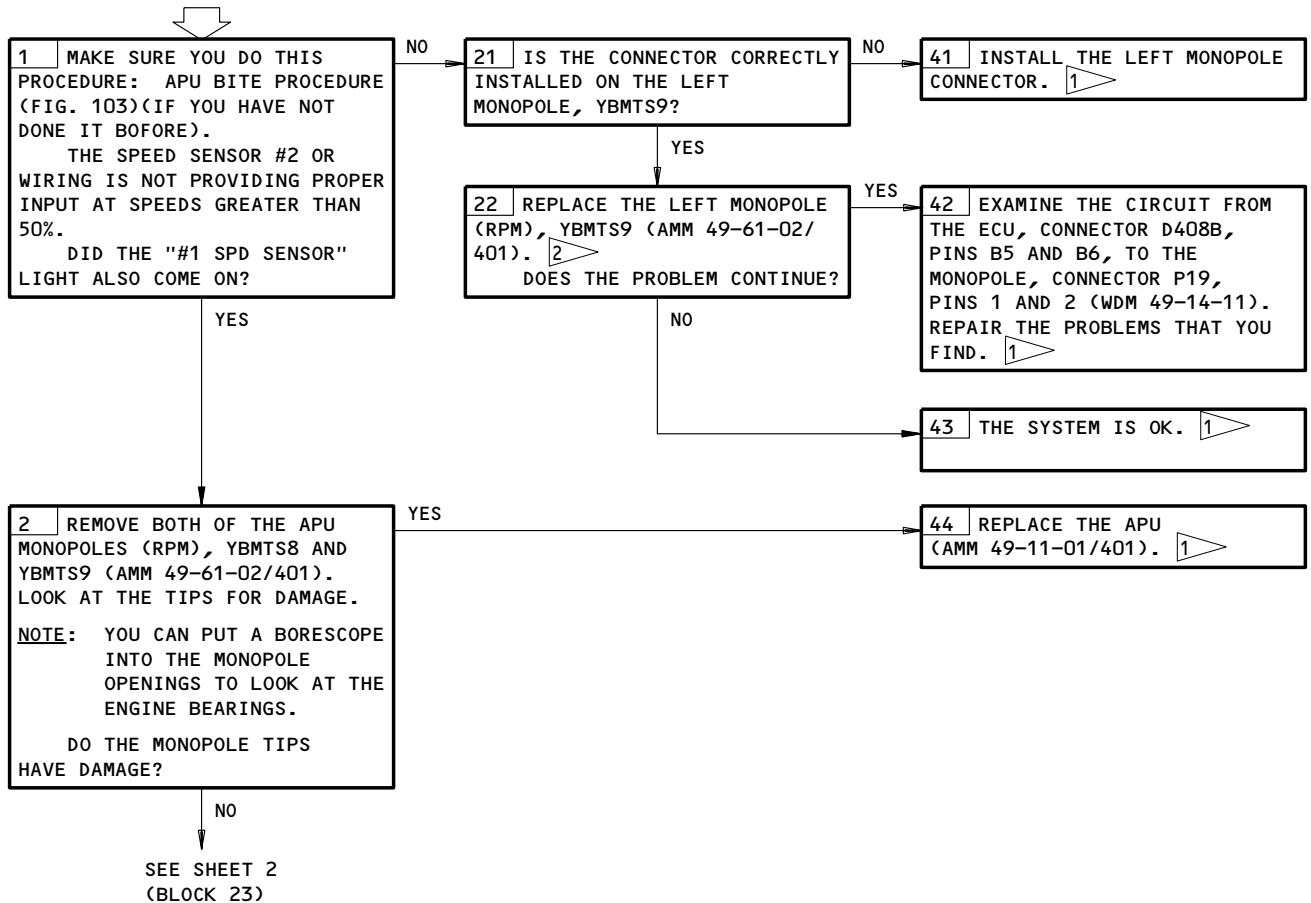 1 MAKE SURE YOU DO THIS
PROCEDURE: APU BITE PROCEDURE
(FIG. 103)(IF YOU HAVE NOT
DONE IT BOFORE).
THE SPEED SENSOR #2 OR
WIRING IS NOT PROVIDING PROPER
INPUT AT SPEEDS GREATER THAN
50%.
DID THE "#1 SPD SENSOR"
LIGHT ALSO COME ON?
NO
21 IS THE CONNECTOR CORRECTLY
INSTALLED ON THE LEFT
MONOPOLE, YBMTS9?
NO
41 INSTALL THE LEFT MONOPOLE
CONNECTOR. 1
YES
22 REPLACE THE LEFT MONOPOLE
(RPM), YBMTS9 (AMM 49-61-02/
401). 2
DOES THE PROBLEM CONTINUE?
YES
42 EXAMINE THE CIRCUIT FROM
THE ECU, CONNECTOR D408B,
PINS B5 AND B6, TO THE
MONOPOLE, CONNECTOR P19,
PINS 1 AND 2 (WDM 49-14-11).
REPAIR THE PROBLEMS THAT YOU
FIND. 1
NO
43 THE SYSTEM IS OK. 1
YES
2 REMOVE BOTH OF THE APU
MONOPOLES (RPM), YBMTS8 AND
YBMTS9 (AMM 49-61-02/401).
LOOK AT THE TIPS FOR DAMAGE.
NOTE: YOU CAN PUT A BORESCOPE
INTO THE MONOPOLE
OPENINGS TO LOOK AT THE
ENGINE BEARINGS.
DO THE MONOPOLE TIPS
HAVE DAMAGE?
YES
44 REPLACE THE APU
(AMM 49-11-01/401). 1
NO
SEE SHEET 2
(BLOCK 23)